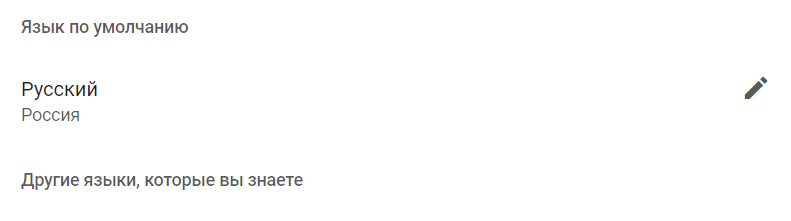 Язык по умолчанию
Русский
Россия
Другие языки, которые вы знаете